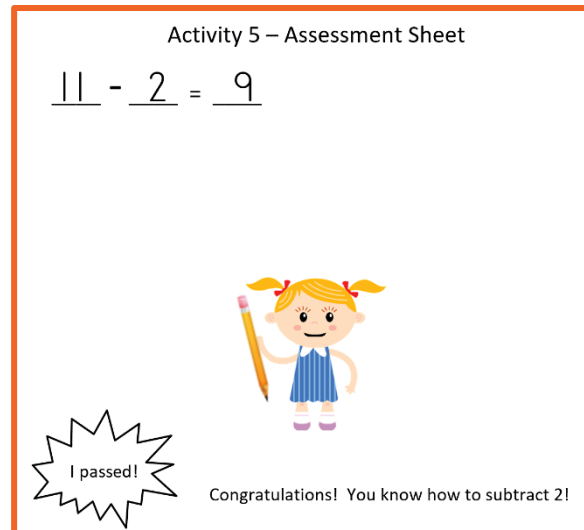 Activity 5 – Assessment Sheet
11 - 2 = 9
I passed!
Congratulations! You know how to subtract 2!